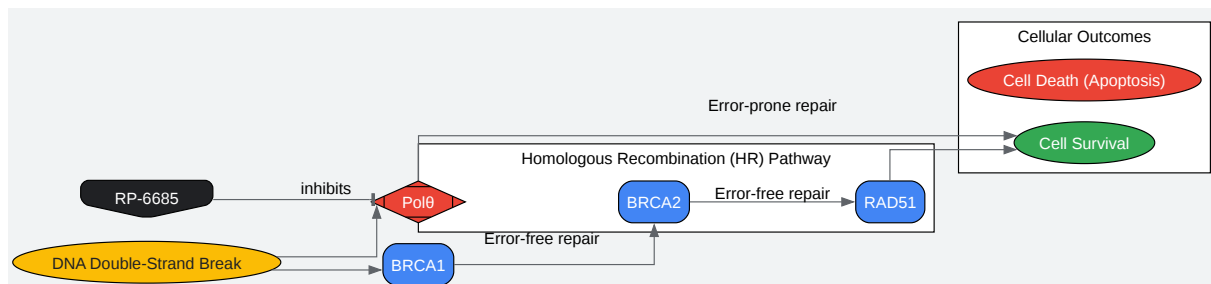 Cellular Outcomes
Cell Death (Apoptosis)
Error-prone repair
Cell Survival
Homologous Recombination (HR) Pathway
RP-6685
inhibits
Polθ
BRCA2
Error-free repair
RAD51
Error-free repair
DNA Double-Strand Break
BRCA1